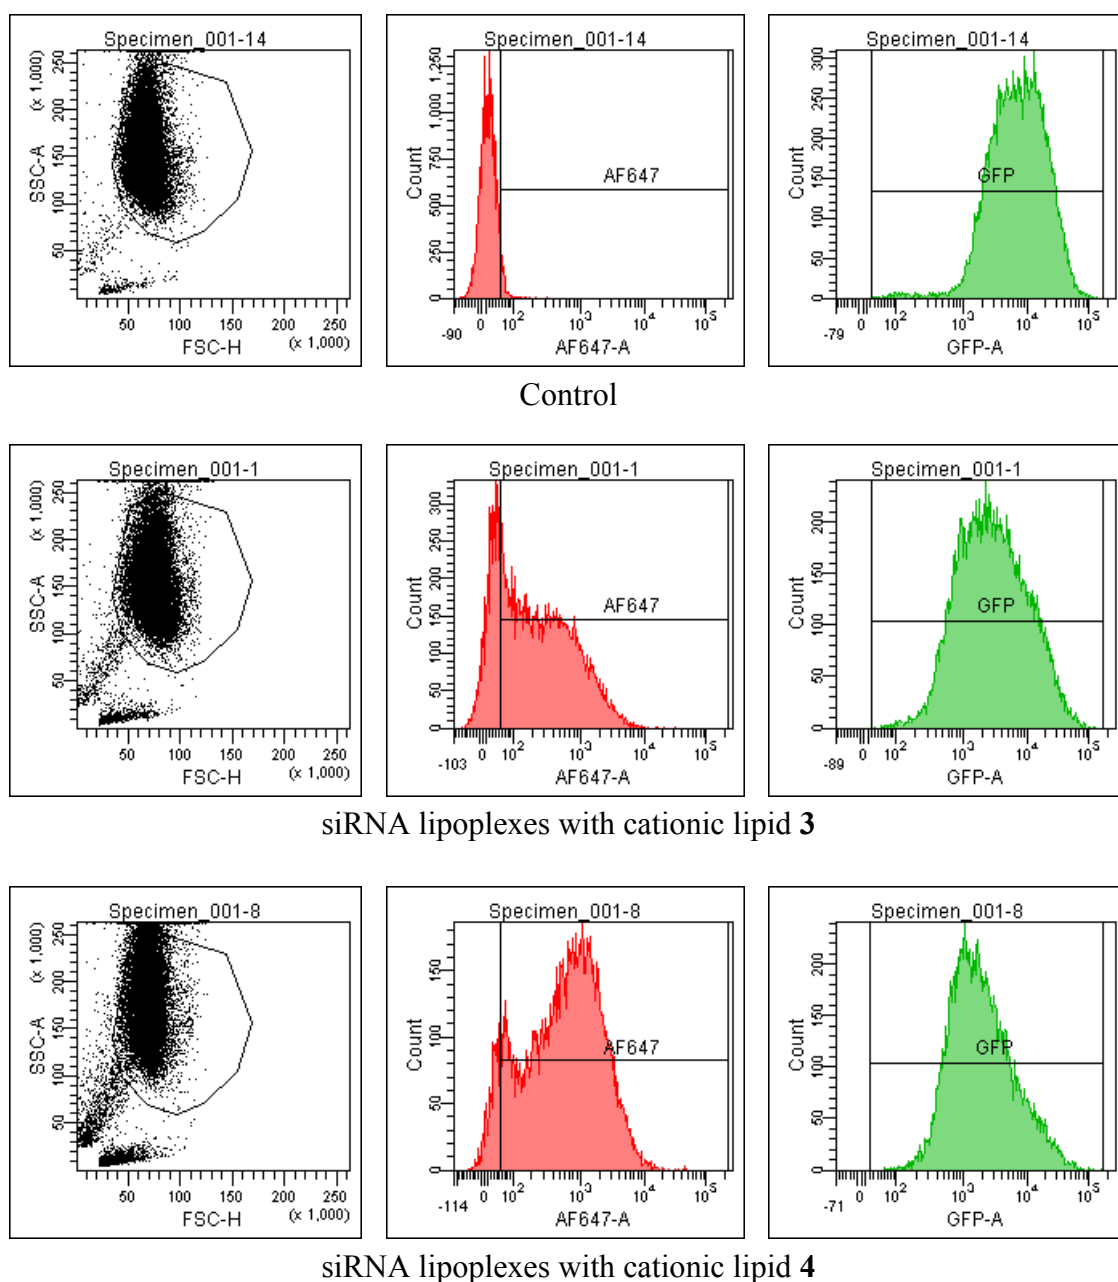 Specimen_001-14
SSC-A
(x 1,000)
50 100 150 200 250
50 100 150 200 250
FSC-H
(x 1,000)
Specimen_001-14
Count
0 250 500 750 1,000 1,250
AF647
-90 0 10² 10³ 10⁴ 10⁵
AF647-A
Specimen_001-14
Count
0 50 100 150 200 250 300
GFP
-79 0 10² 10³ 10⁴ 10⁵
GFP-A
Control
Specimen_001-1
SSC-A
(x 1,000)
50 100 150 200 250
50 100 150 200 250
FSC-H
(x 1,000)
Specimen_001-1
Count
0 50 100 150 200 250 300
AF647
-103 0 10² 10³ 10⁴ 10⁵
AF647-A
Specimen_001-1
Count
0 50 100 150 200
GFP
-89 0 10² 10³ 10⁴ 10⁵
GFP-A
siRNA lipoplexes with cationic lipid 3
Specimen_001-8
SSC-A
(x 1,000)
50 100 150 200 250
50 100 150 200 250
FSC-H
(x 1,000)
Specimen_001-8
Count
0 50 100 150
AF647
-114 0 10² 10³ 10⁴ 10⁵
AF647-A
Specimen_001-8
Count
0 50 100 150 200
GFP
-71 0 10² 10³ 10⁴ 10⁵
GFP-A
siRNA lipoplexes with cationic lipid 4